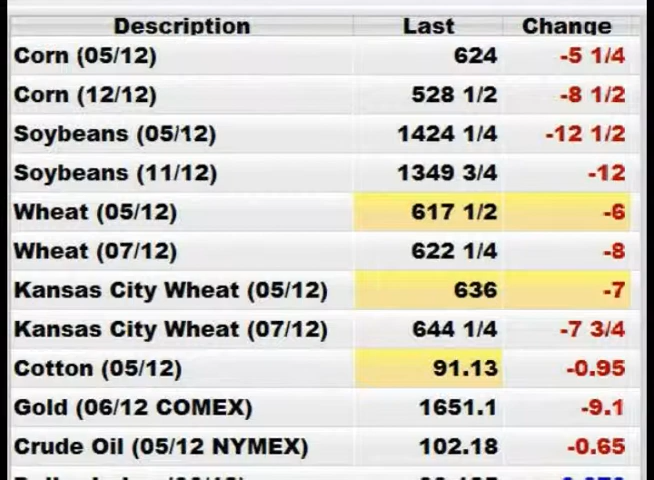 Description Last Change
Corn (05/12) 624 -5 1/4
Corn (12/12) 528 1/2 -8 1/2
Soybeans (05/12) 1424 1/4 -12 1/2
Soybeans (11/12) 1349 3/4 -12
Wheat (05/12) 617 1/2 -6
Wheat (07/12) 622 1/4 -8
Kansas City Wheat (05/12) 636 -7
Kansas City Wheat (07/12) 644 1/4 -7 3/4
Cotton (05/12) 91.13 -0.95
Gold (06/12 COMEX) 1651.1 -9.1
Crude Oil (05/12 NYMEX) 102.18 -0.65